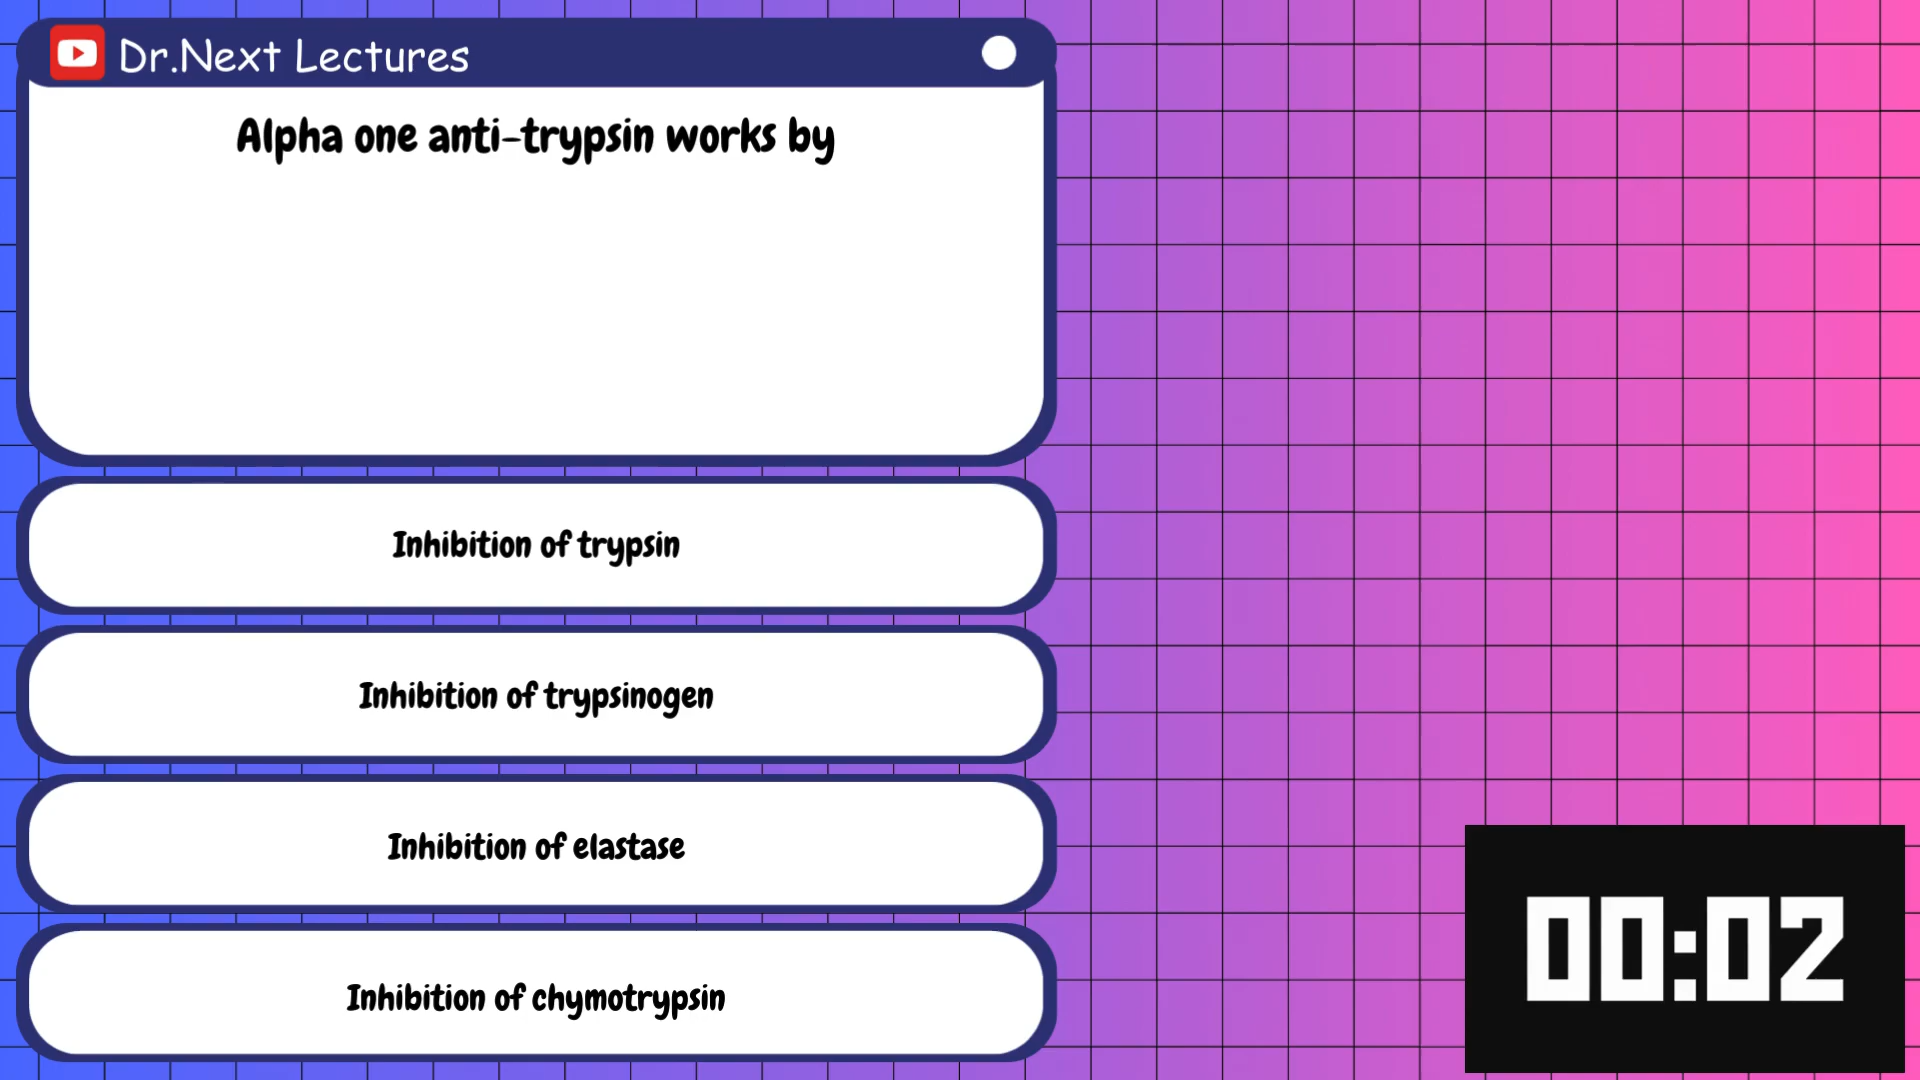 Dr.Next Lectures
Alpha one anti-trypsin works by
Inhibition of trypsin
Inhibition of trypsinogen
Inhibition of elastase
Inhibition of chymotrypsin
00:02